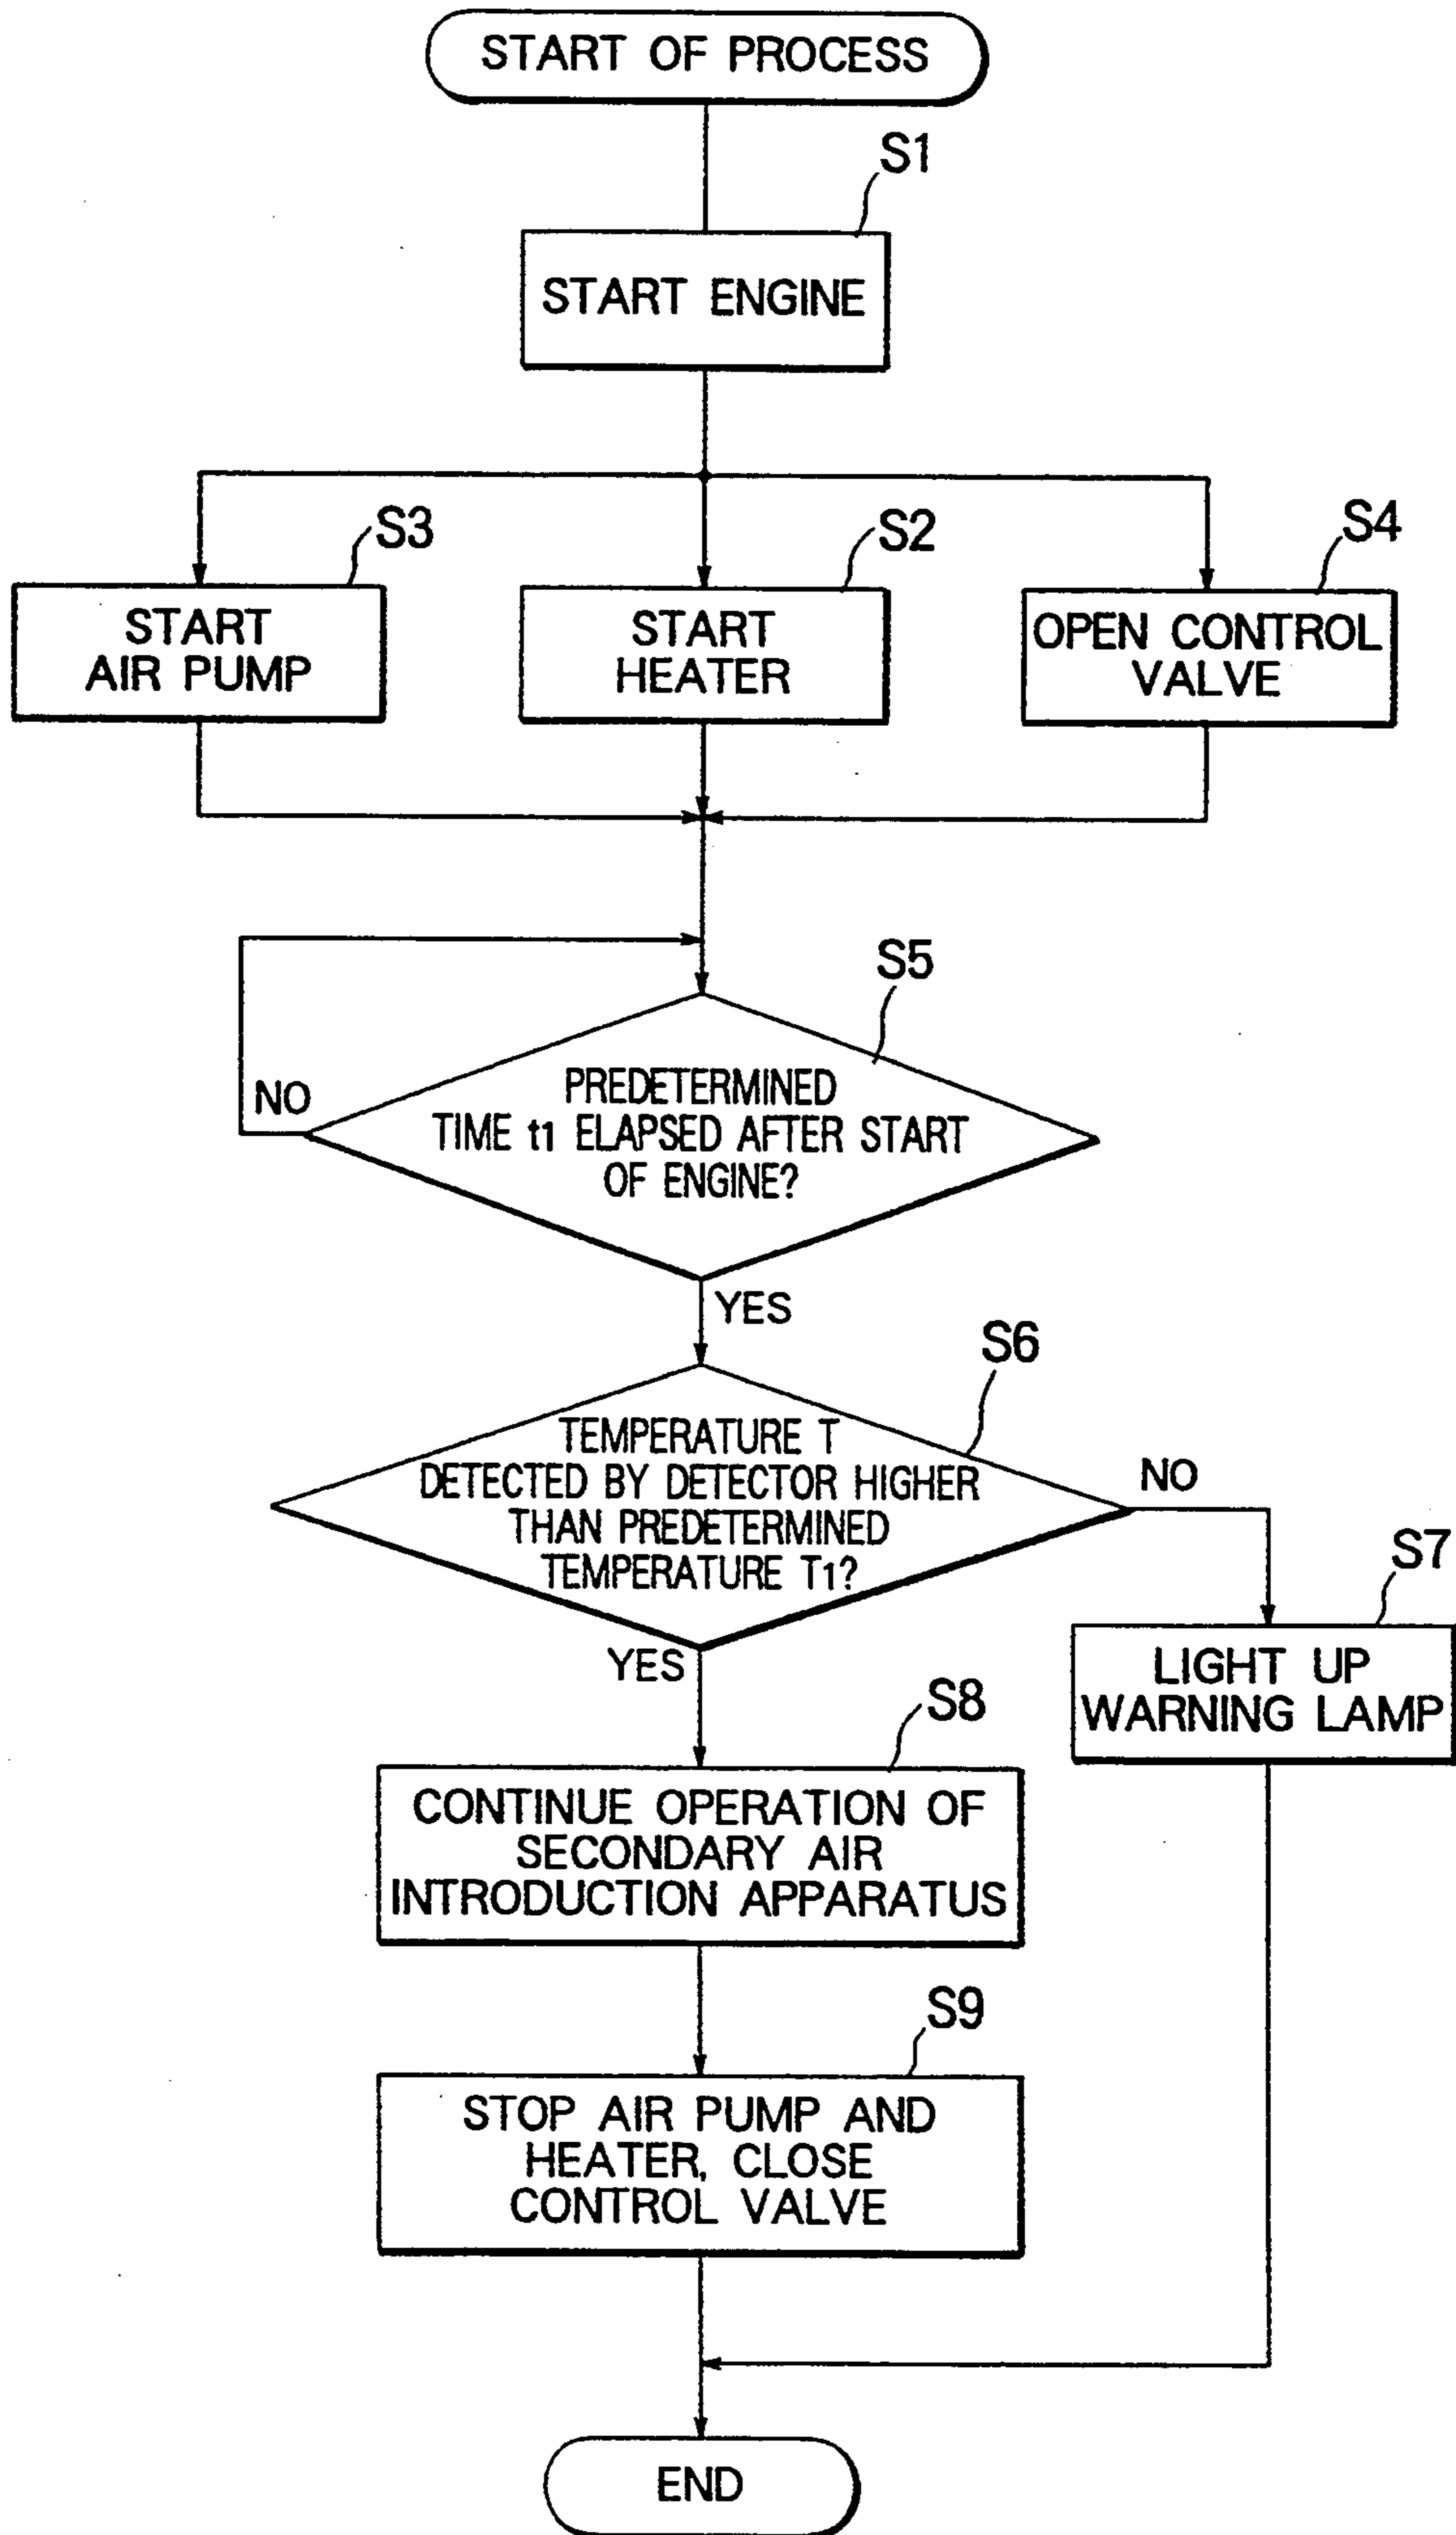 START OF PROCESS
S1
START ENGINE
S3
START
AIR PUMP
S2
START
HEATER
S4
OPEN CONTROL
VALVE
S5
NO
PREDETERMINED
TIME t1 ELAPSED AFTER START
OF ENGINE?
YES
S6
TEMPERATURE T
DETECTED BY DETECTOR HIGHER
THAN PREDETERMINED
TEMPERATURE T1?
NO
S7
LIGHT UP
WARNING LAMP
YES
S8
CONTINUE OPERATION OF
SECONDARY AIR
INTRODUCTION APPARATUS
S9
STOP AIR PUMP AND
HEATER, CLOSE
CONTROL VALVE
END